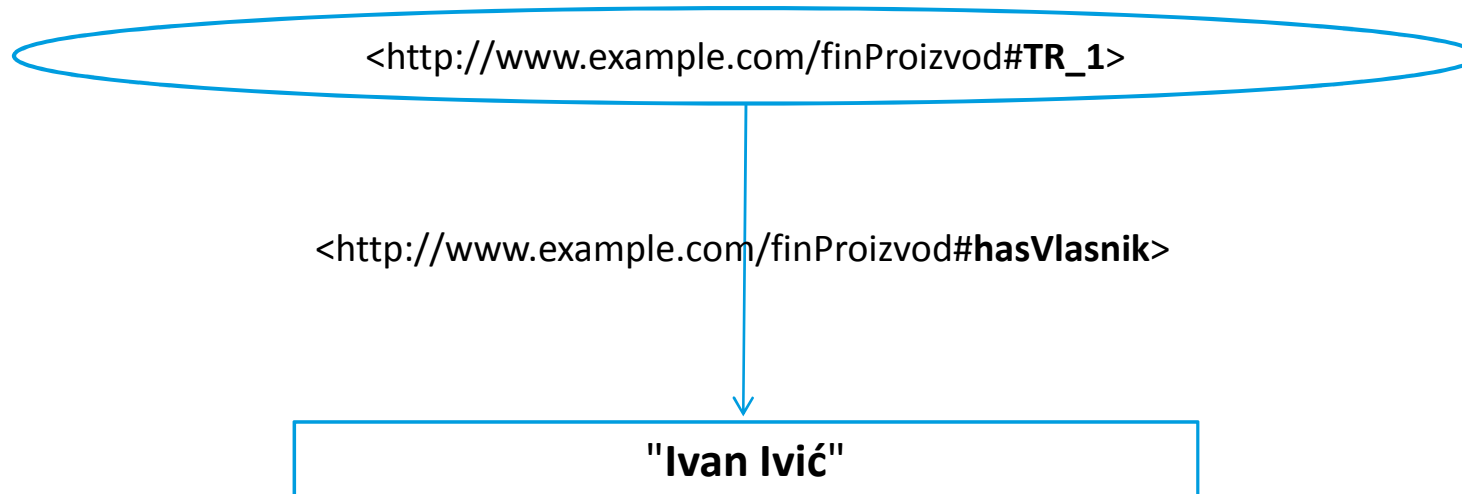 <http://www.example.com/finProizvod#TR_1>
<http://www.example.com/finProizvod#hasVlasnik>
"Ivan Ivić"